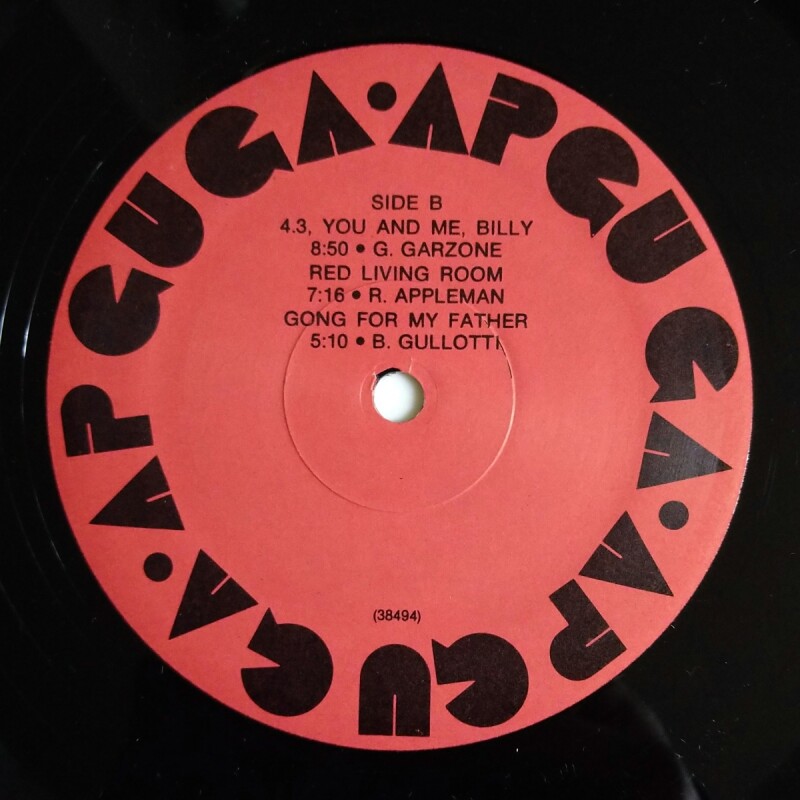 APGUGA•APGUGA•APGUGA•
SIDE B
4.3, YOU AND ME, BILLY
8:50 • G. GARZONE
RED LIVING ROOM
7:16 • R. APPLEMAN
GONG FOR MY FATHER
5:10 • B. GULLOTTI
(38494)